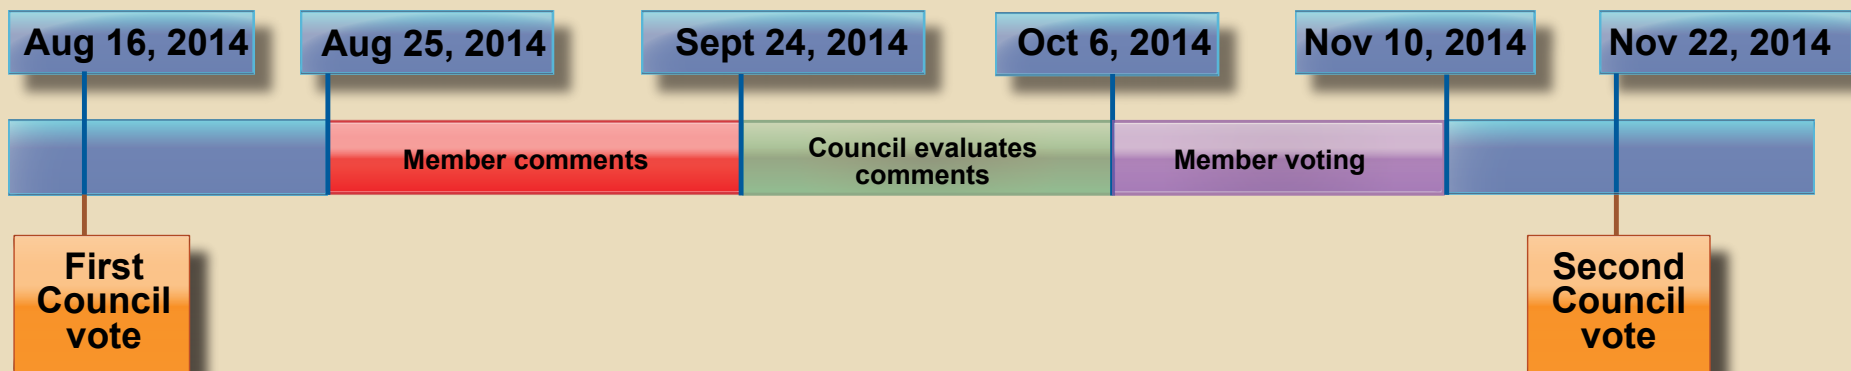 Aug 16, 2014
Aug 25, 2014
Sept 24, 2014
Oct 6, 2014
Nov 10, 2014
Nov 22, 2014
Member comments
Council evaluates
comments
Member voting
First
Council
vote
Second
Council
vote